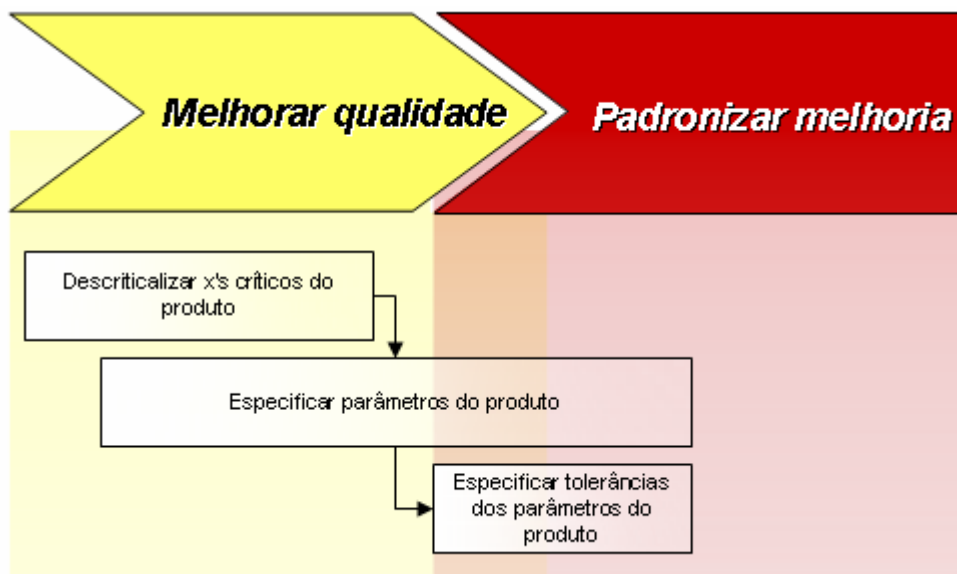 Melhorar qualidade
Padronizar melhoria
Descriticalizar x's críticos do
produto
Especificar parâmetros do produto
Especificar tolerâncias
dos parâmetros do
produto